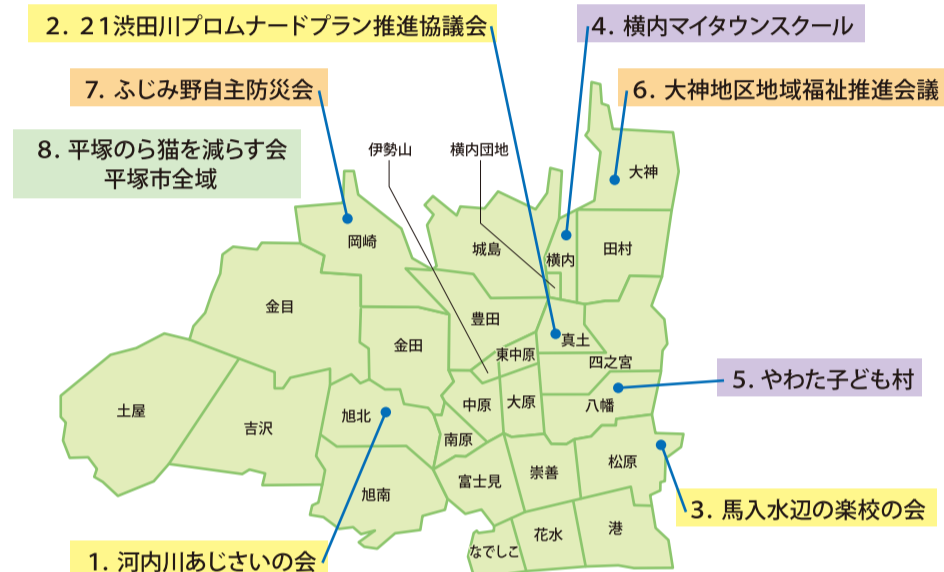 2. 21渋田川プロムナードプラン推進協議会
4. 横内マイタウンスクール
7. ふじみ野自主防災会
6. 大神地区地域福祉推進会議
8. 平塚のら猫を減らす会
平塚市全域
伊勢山
横内団地
大神
岡崎
城島
横内
田村
金目
豊田
真土
金田
東中原
四之宮
5. やわた子ども村
土屋
吉沢
旭北
中原
大原
八幡
南原
旭南
富士見
崇善
松原
3. 馬入水辺の楽校の会
なでしこ
花水
港
1. 河内川あじさいの会